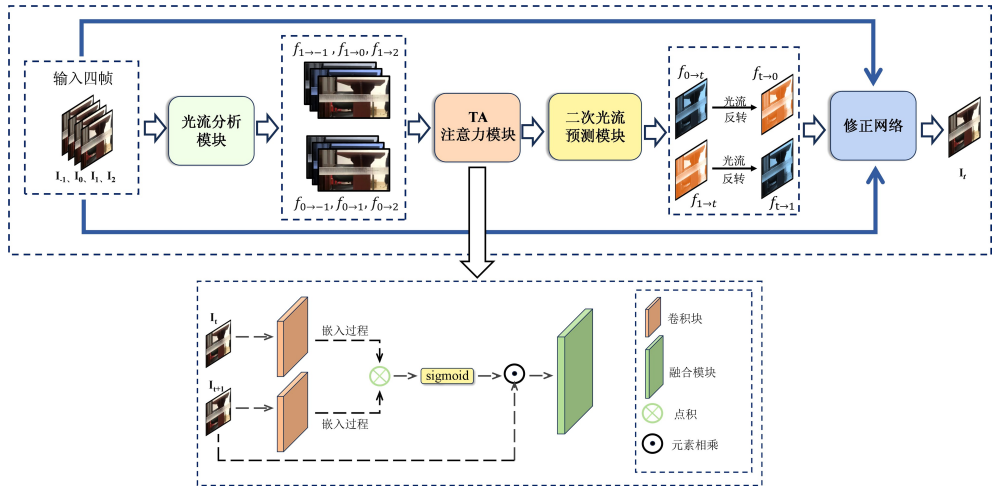 输入四帧
I-1、I0、I1、I2
光流分析
模块
f1→−1 , f1→0, f1→2
f0→−1, f0→1, f0→2
TA
注意力模块
二次光流
预测模块
f0→t
光流
反转
ft→0
f1→t
光流
反转
ft→1
修正网络
It
It
嵌入过程
It+1
嵌入过程
sigmoid
卷积块
融合模块
点积
元素相乘